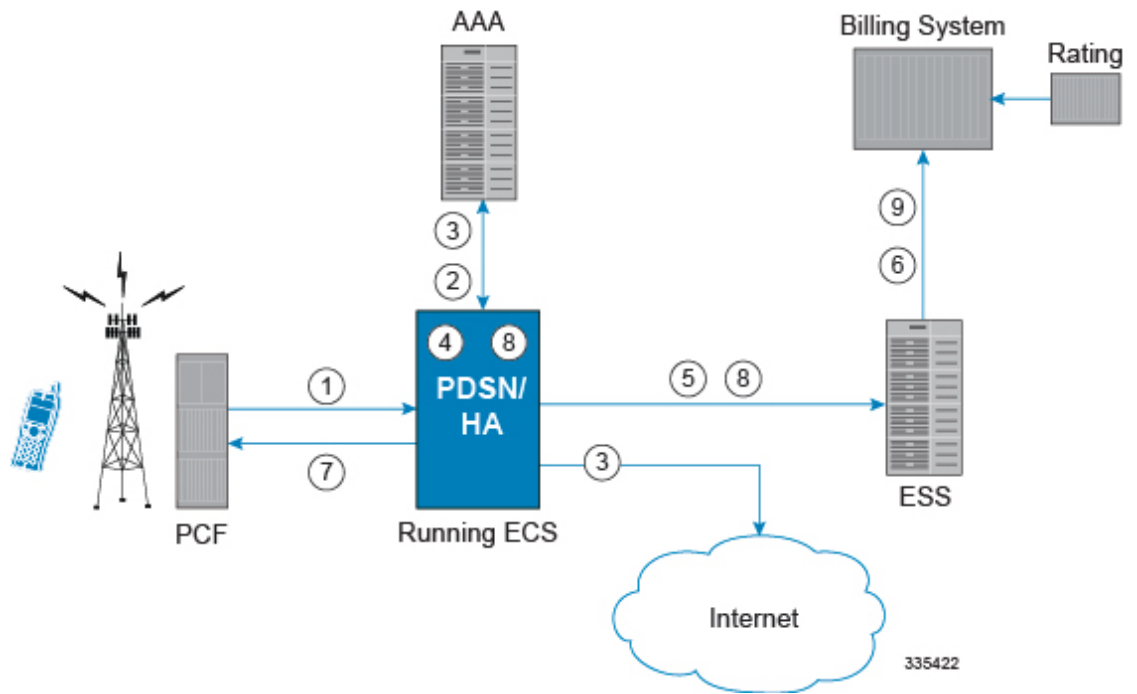 AAA
Billing System
Rating
3
2
9
6
4 8
PDSN/
HA
1
7
5 8
3
PCF
Running ECS
ESS
Internet
335422